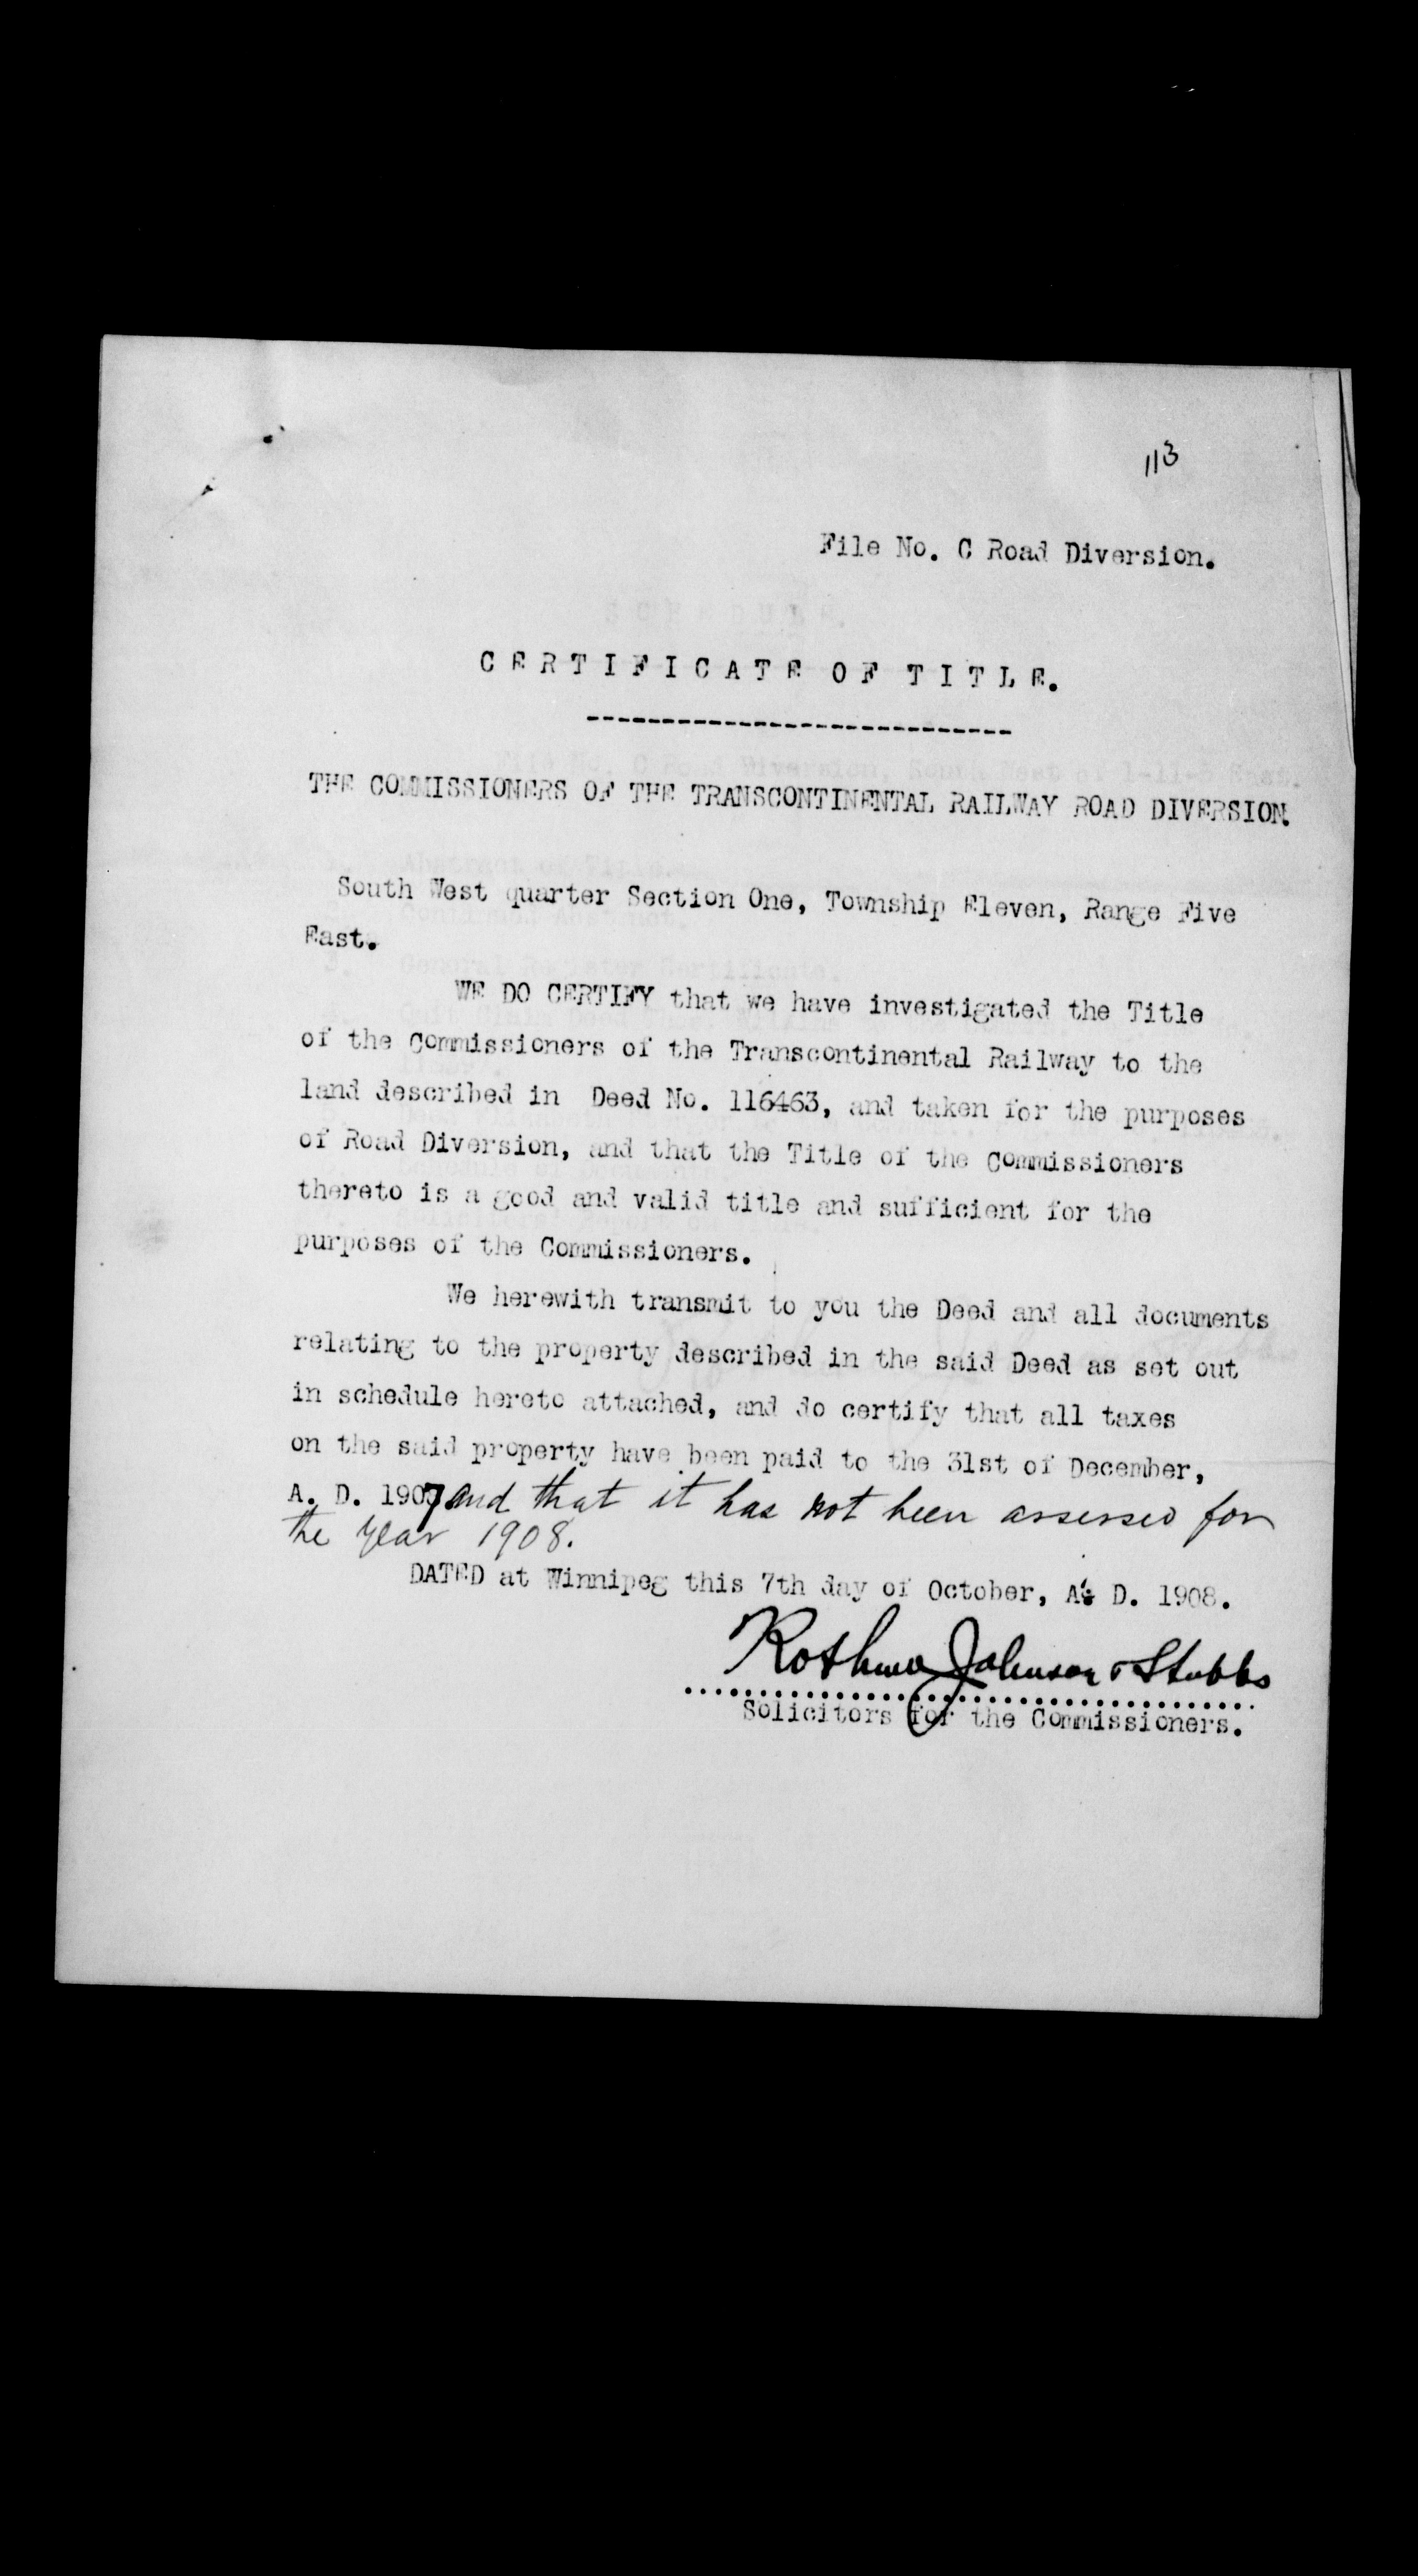 113
File No. C Road Diversion.
CERTIFICATE OF TITLE.
----------------------------
THE COMMISSIONERS OF THE TRANSCONTINENTAL RAILWAY ROAD DIVERSION.
South West quarter Section One, Township Eleven, Range Five
East.
WE DO CERTIFY that we have investigated the Title
of the Commissioners of the Transcontinental Railway to the
land described in Deed No. 116463, and taken for the purposes
of Road Diversion, and that the Title of the Commissioners
thereto is a good and valid title and sufficient for the
purposes of the Commissioners.
We herewith transmit to you the Deed and all documents
relating to the property described in the said Deed as set out
in schedule hereto attached, and do certify that all taxes
on the said property have been paid to the 31st of December,
A. D. 1907 and that it has not been assessed for
the year 1908.
DATED at Winnipeg this 7th day of October, A. D. 1908.
Johnson & Stubbs
Solicitors for the Commissioners.